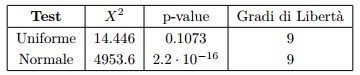 Test X² p-value Gradi di Libertà
Uniforme 14.446 0.1073 9
Normale 4953.6 2.2 · 10⁻¹⁶ 9